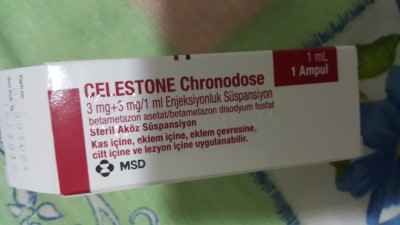 CELESTONE Chronodose
3 mg+3 mg/1 ml Enjeksiyonluk Süspansiyon
betametazon asetat/betametazon disodyum fosfat
Steril Aköz Süspansiyon
Kas içine, eklem içine, eklem çevresine,
cilt içine ve lezyon içine uygulanabilir.
MSD
1 mL
1 Ampul